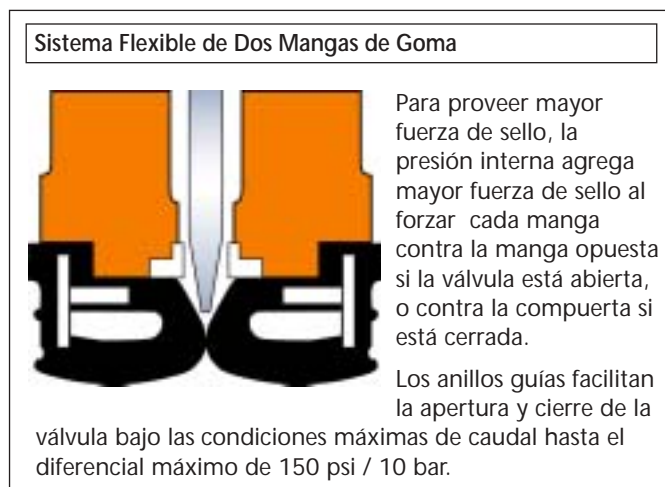 Sistema Flexible de Dos Mangas de Goma
Para proveer mayor
fuerza de sello, la
presión interna agrega
mayor fuerza de sello al
forzar cada manga
contra la manga opuesta
si la válvula está abierta,
o contra la compuerta si
está cerrada.
Los anillos guías facilitan
la apertura y cierre de la
válvula bajo las condiciones máximas de caudal hasta el
diferencial máximo de 150 psi / 10 bar.